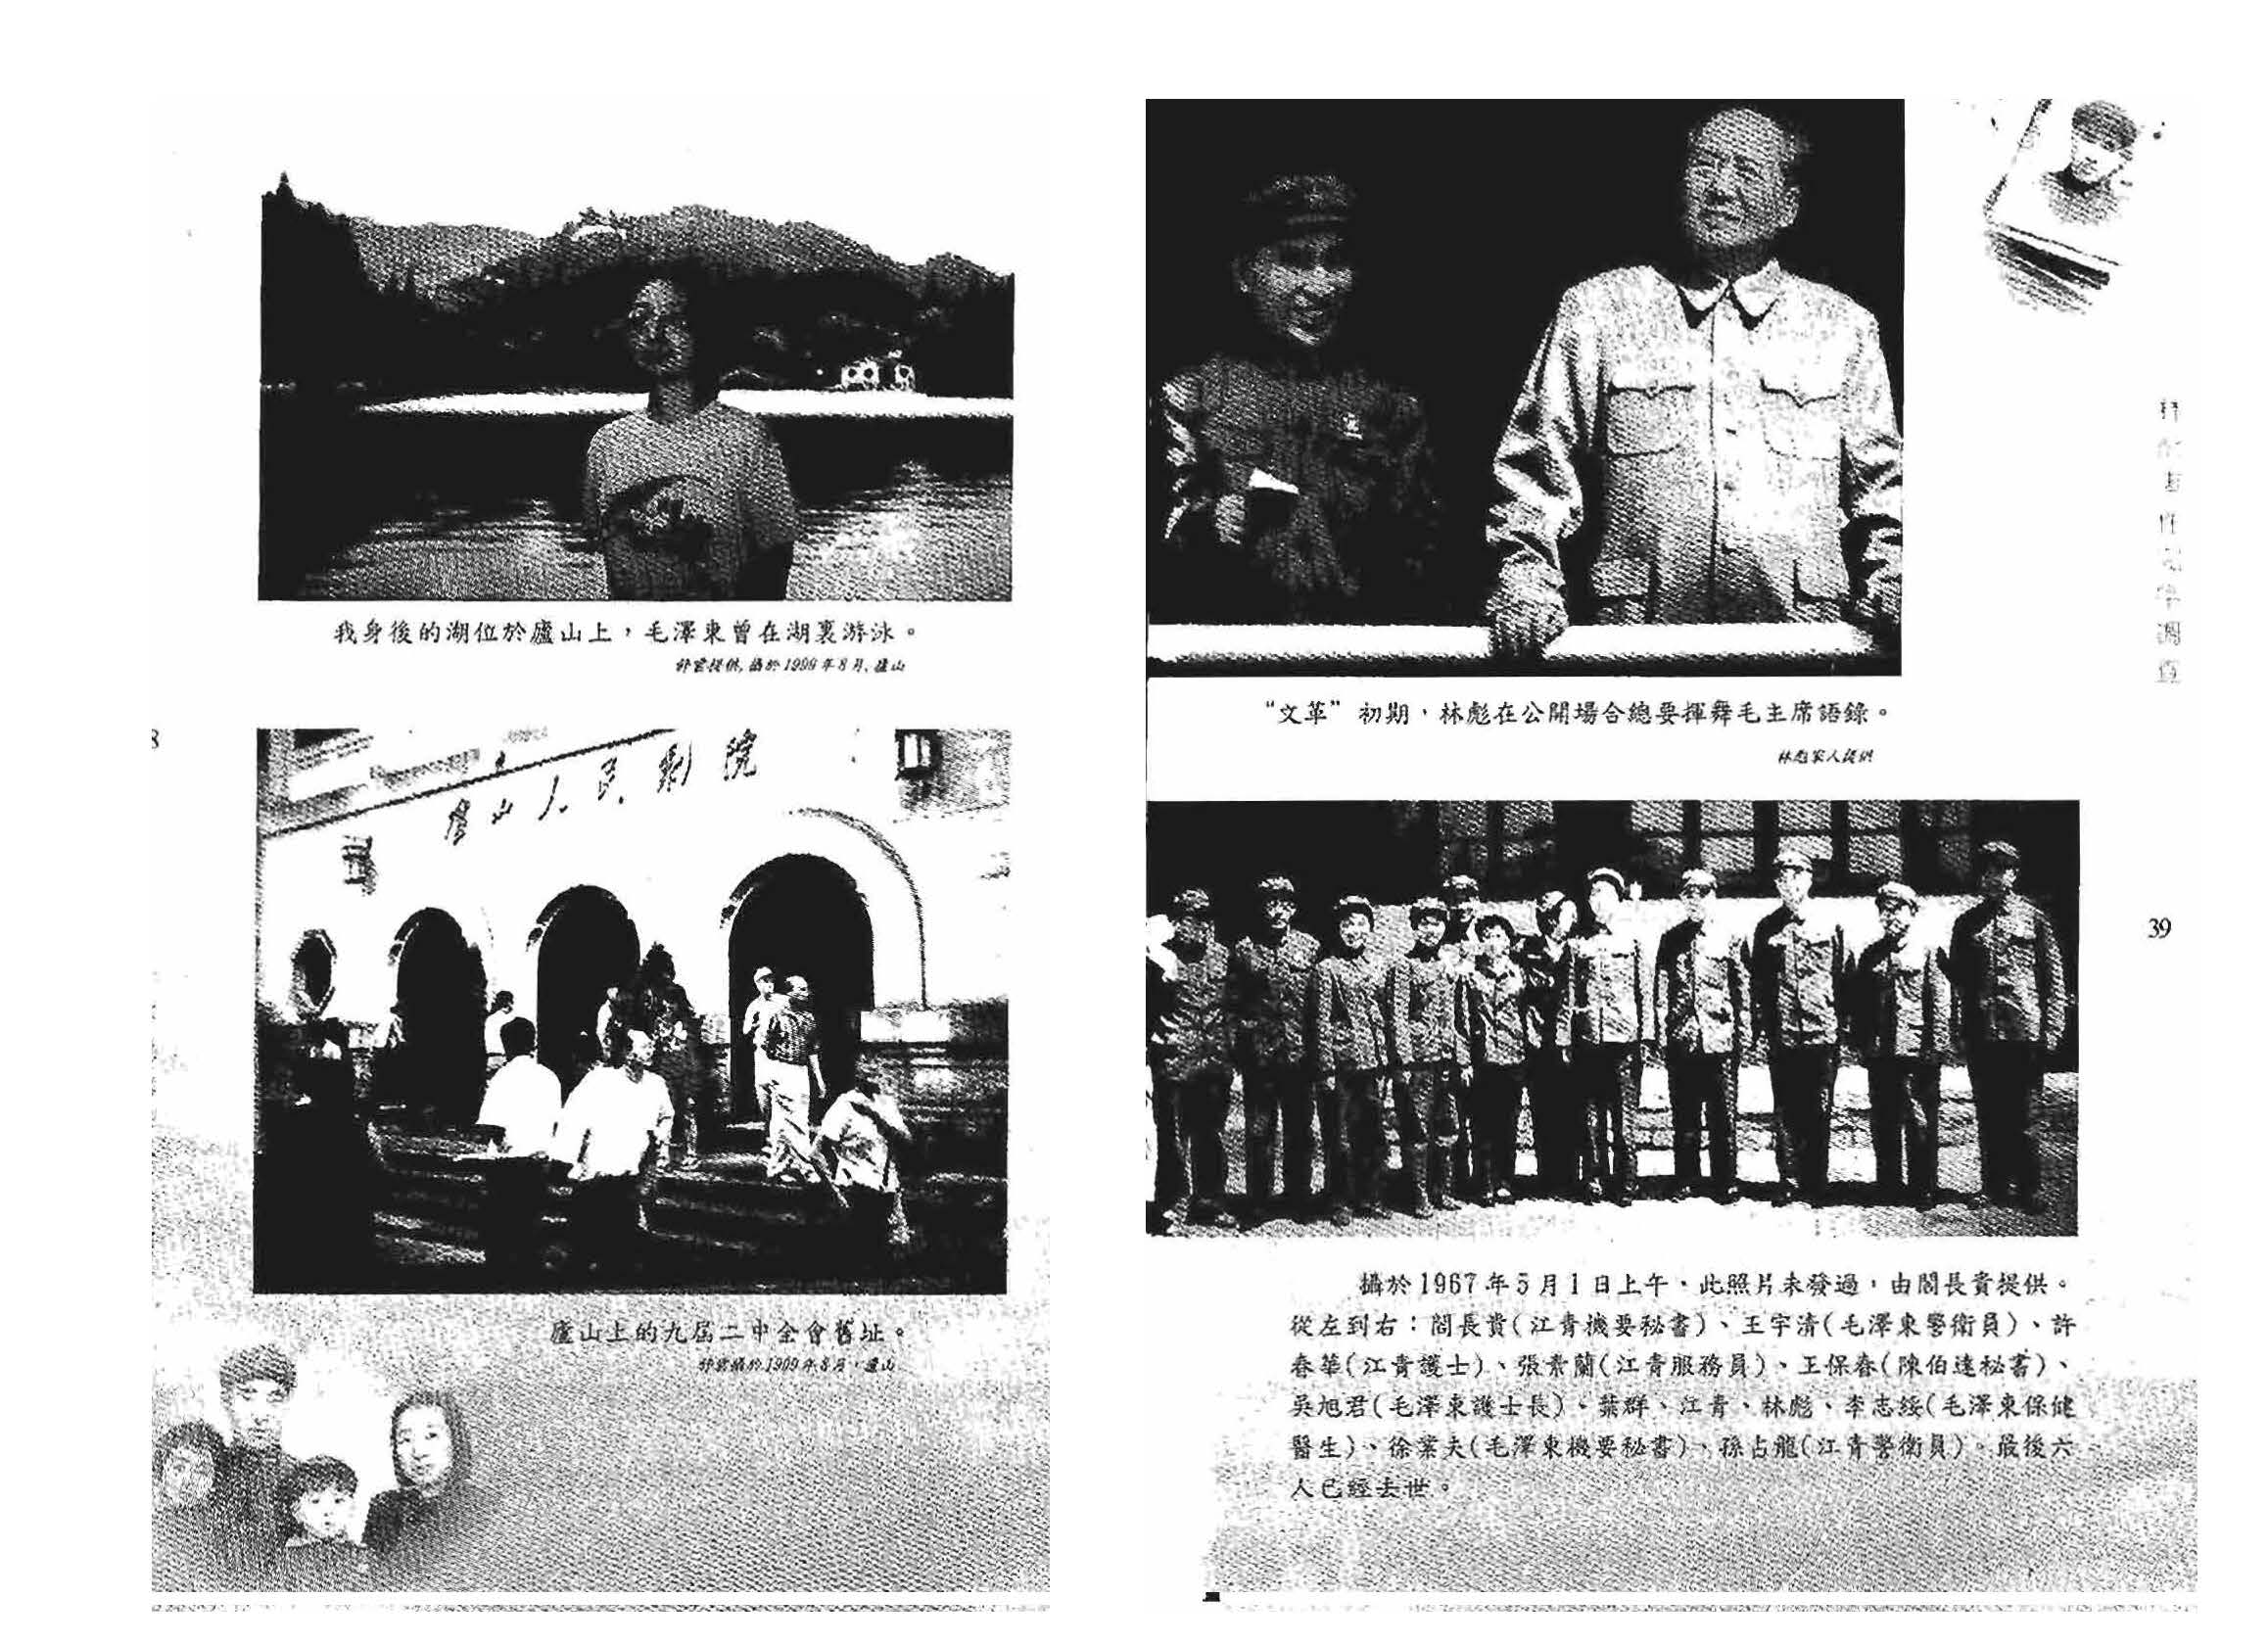 我身後的湖位於廬山上，毛澤東曾在湖裏游泳。
舒雲提供，攝於1999年8月，廬山
8
廬山人民劇院
廬山上的九屆二中全會舊址。
舒雲攝於1999年8月，廬山
“文革”初期，林彪在公開場合總要揮舞毛主席語錄。
林彪家人提供
39
攝於1967年5月1日上午，此照片未發過，由閻長貴提供。
從左到右：閻長貴(江青機要秘書)、王宇清(毛澤東警衛員)、許
春華(江青護士)、張素蘭(江青服務員)、王保春(陳伯達秘書)、
吳旭君(毛澤東護士長)、葉群、江青、林彪、李志綏(毛澤東保健
醫生)、徐業夫(毛澤東機要秘書)、孫占龍(江青警衛員)。最後六
人已經去世。